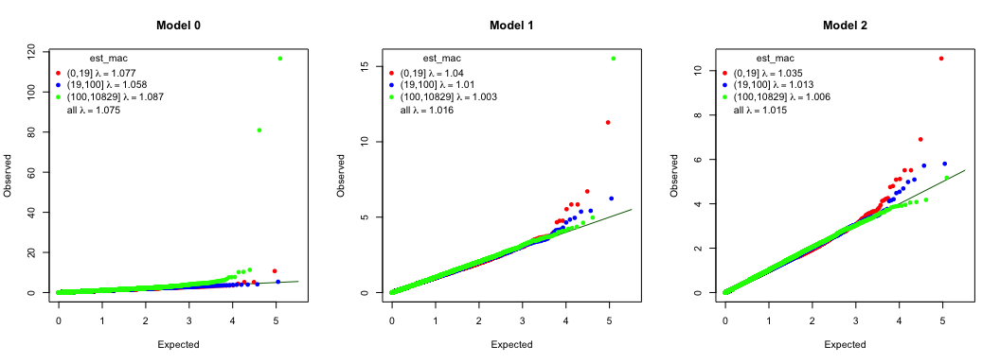 Model 0
est_mac
(0,19] λ = 1.077
(19,100] λ = 1.058
(100,10829] λ = 1.087
all λ = 1.075
Observed
0
20
40
60
80
100
120
0 1 2 3 4 5
Expected
Model 1
est_mac
(0,19] λ = 1.04
(19,100] λ = 1.01
(100,10829] λ = 1.003
all λ = 1.016
Observed
0
5
10
15
0 1 2 3 4 5
Expected
Model 2
est_mac
(0,19] λ = 1.035
(19,100] λ = 1.013
(100,10829] λ = 1.006
all λ = 1.015
Observed
0
2
4
6
8
10
0 1 2 3 4 5
Expected